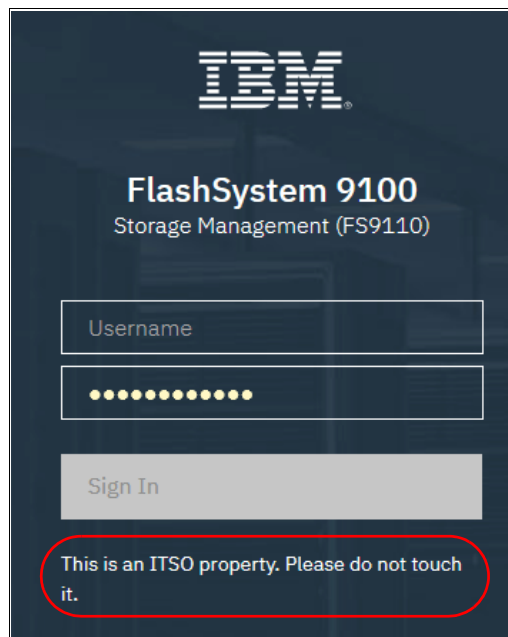 IBM®
FlashSystem 9100
Storage Management (FS9110)
Username
••••••••••••
Sign In
This is an ITSO property. Please do not touch
it.